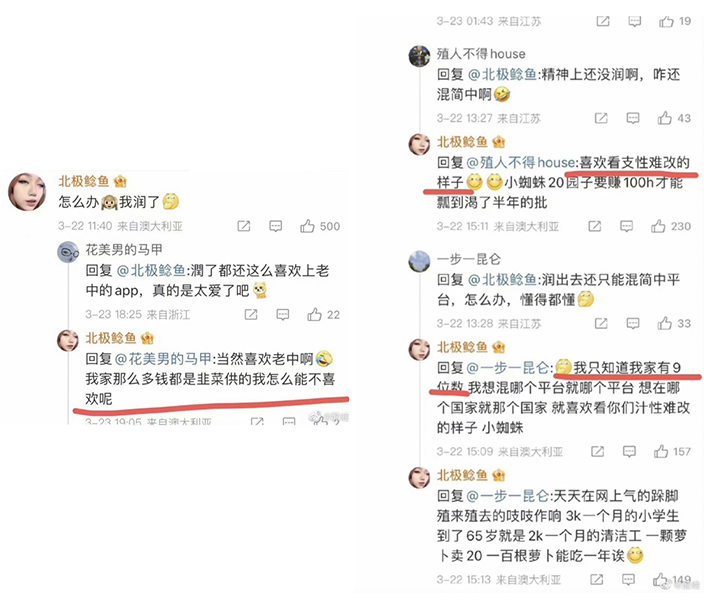 北极鲶鱼
怎么办🙊我润了🤔
3-22 11:40 来自澳大利亚 500
花美男的马甲
回复 @北极鲶鱼:潤了都还这么喜欢上老
中的app，真的是太爱了吧
3-23 18:25 来自浙江 22
北极鲶鱼
回复 @花美男的马甲:当然喜欢老中啊🤣
我家那么多钱都是韭菜供的我怎么能不喜
欢呢
3-23 19:05 来自澳大利亚 2
3-23 01:43 来自江苏 19
殖人不得house
回复 @北极鲶鱼:精神上还没润啊，咋还
混简中啊🤣
3-22 13:27 来自江苏 43
北极鲶鱼
回复 @殖人不得house:喜欢看支性难改的
样子 小蜘蛛20园子要赚100h才能
瓢到渴了半年的批
3-22 15:11 来自澳大利亚 230
一步一昆仑
回复 @北极鲶鱼:润出去还只能混简中平
台，怎么办，懂得都懂🤔
3-22 13:28 来自江苏 33
北极鲶鱼
回复 @一步一昆仑:🤔我只知道我家有9
位数 我想混哪个平台就哪个平台 想在哪
个国家就那个国家 就喜欢看你们汁性难改
的样子 小蜘蛛
3-22 15:09 来自澳大利亚 157
北极鲶鱼
回复 @一步一昆仑:天天在网上气的跺脚
殖来殖去的吱吱作响 3k一个月的小学生
到了65岁就是2k一个月的清洁工 一颗萝
卜卖20 一百根萝卜能吃一年诶
3-22 15:13 来自澳大利亚 149